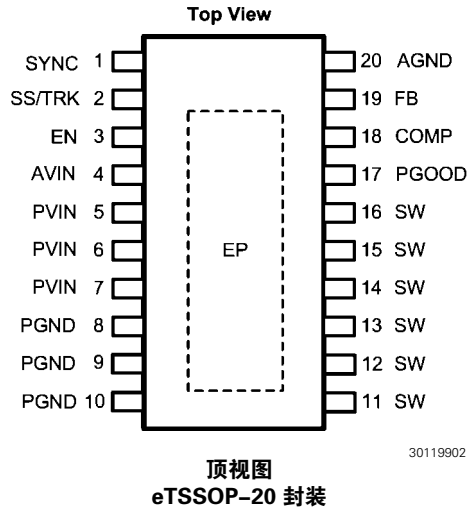 Top View
SYNC 1 20 AGND
SS/TRK 2 19 FB
EN 3 18 COMP
AVIN 4 17 PGOOD
PVIN 5 16 SW
PVIN 6 EP 15 SW
PVIN 7 14 SW
PGND 8 13 SW
PGND 9 12 SW
PGND 10 11 SW
30119902
顶视图
eTSSOP-20 封装